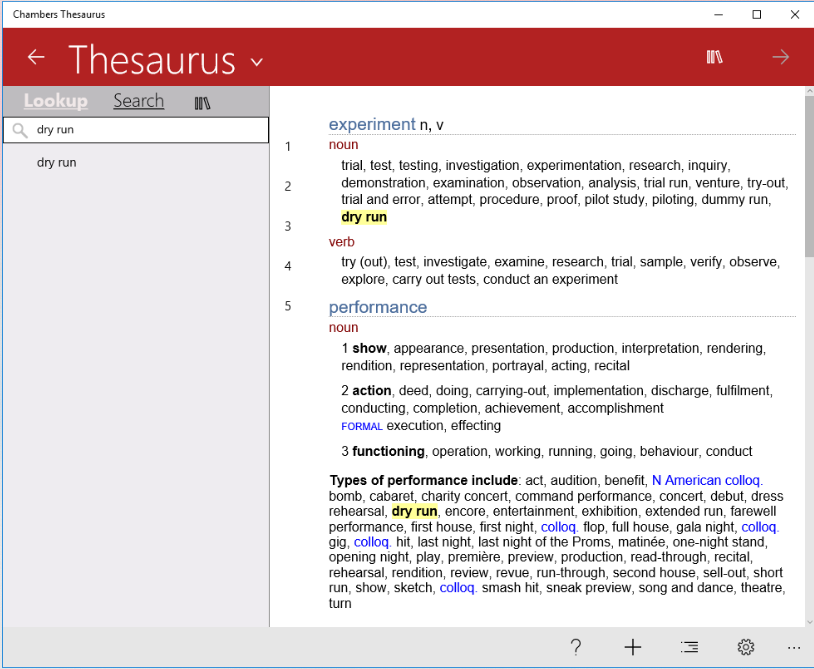 Chambers Thesaurus
Thesaurus
Lookup Search
dry run
dry run
1
2
3
4
5
experiment n, v
noun
trial, test, testing, investigation, experimentation, research, inquiry,
demonstration, examination, observation, analysis, trial run, venture, try-out,
trial and error, attempt, procedure, proof, pilot study, piloting, dummy run,
dry run
verb
try (out), test, investigate, examine, research, trial, sample, verify, observe,
explore, carry out tests, conduct an experiment
performance
noun
1 show, appearance, presentation, production, interpretation, rendering,
rendition, representation, portrayal, acting, recital
2 action, deed, doing, carrying-out, implementation, discharge, fulfilment,
conducting, completion, achievement, accomplishment
FORMAL execution, effecting
3 functioning, operation, working, running, going, behaviour, conduct
Types of performance include: act, audition, benefit, N American colloq.
bomb, cabaret, charity concert, command performance, concert, debut, dress
rehearsal, dry run, encore, entertainment, exhibition, extended run, farewell
performance, first house, first night, colloq. flop, full house, gala night, colloq.
gig, colloq. hit, last night, last night of the Proms, matinée, one-night stand,
opening night, play, première, preview, production, read-through, recital,
rehearsal, rendition, review, revue, run-through, second house, sell-out, short
run, show, sketch, colloq. smash hit, sneak preview, song and dance, theatre,
turn